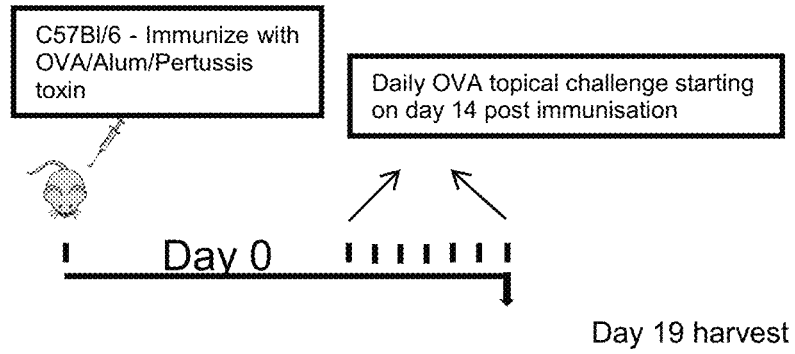 C57Bl/6 - Immunize with
OVA/Alum/Pertussis
toxin
Daily OVA topical challenge starting
on day 14 post immunisation
Day 0
Day 19 harvest